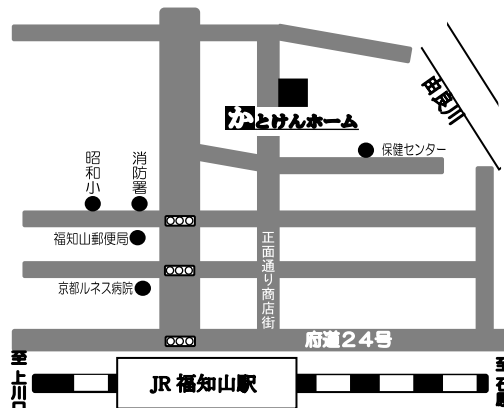 由良川
かとけんホーム
保健センター
昭和小
消防署
福知山郵便局
正面通り商店街
京都ルネス病院
府道24号
至上川口
JR 福知山駅